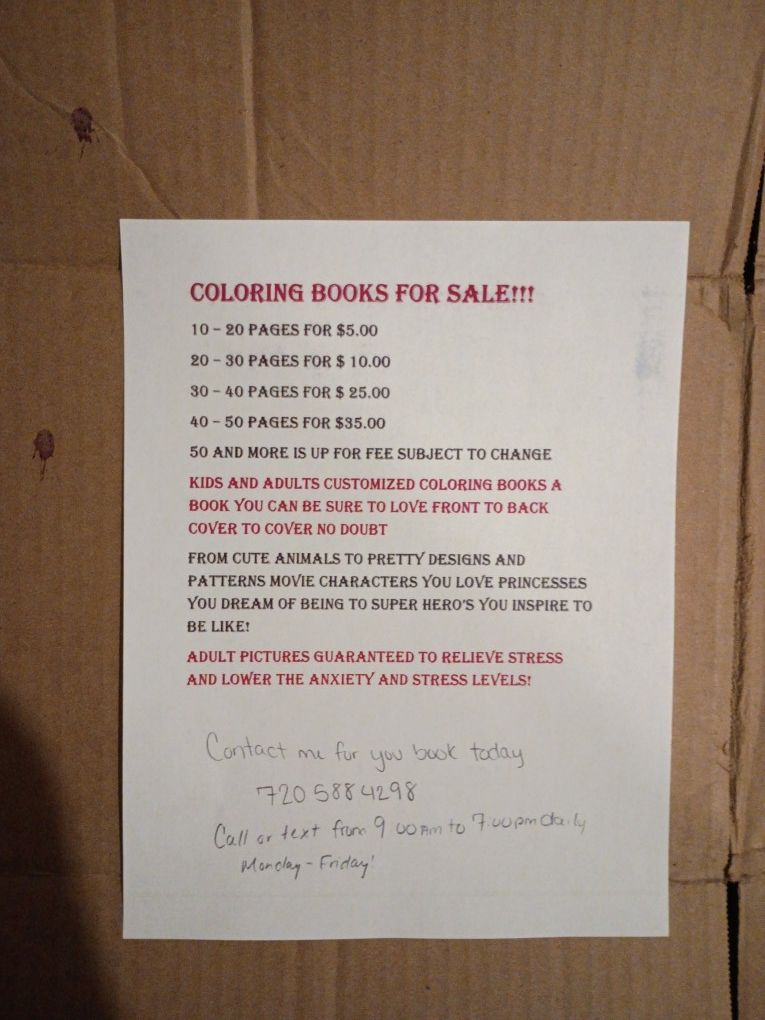 COLORING BOOKS FOR SALE!!!
10 – 20 PAGES FOR $5.00
20 – 30 PAGES FOR $ 10.00
30 – 40 PAGES FOR $ 25.00
40 – 50 PAGES FOR $35.00
50 AND MORE IS UP FOR FEE SUBJECT TO CHANGE
KIDS AND ADULTS CUSTOMIZED COLORING BOOKS A
BOOK YOU CAN BE SURE TO LOVE FRONT TO BACK
COVER TO COVER NO DOUBT
FROM CUTE ANIMALS TO PRETTY DESIGNS AND
PATTERNS MOVIE CHARACTERS YOU LOVE PRINCESSES
YOU DREAM OF BEING TO SUPER HERO'S YOU INSPIRE TO
BE LIKE!
ADULT PICTURES GUARANTEED TO RELIEVE STRESS
AND LOWER THE ANXIETY AND STRESS LEVELS!
Contact me for you book today
720 588 4298
Call or text from 9 00 Am to 7:00pm daily
Monday - Friday!